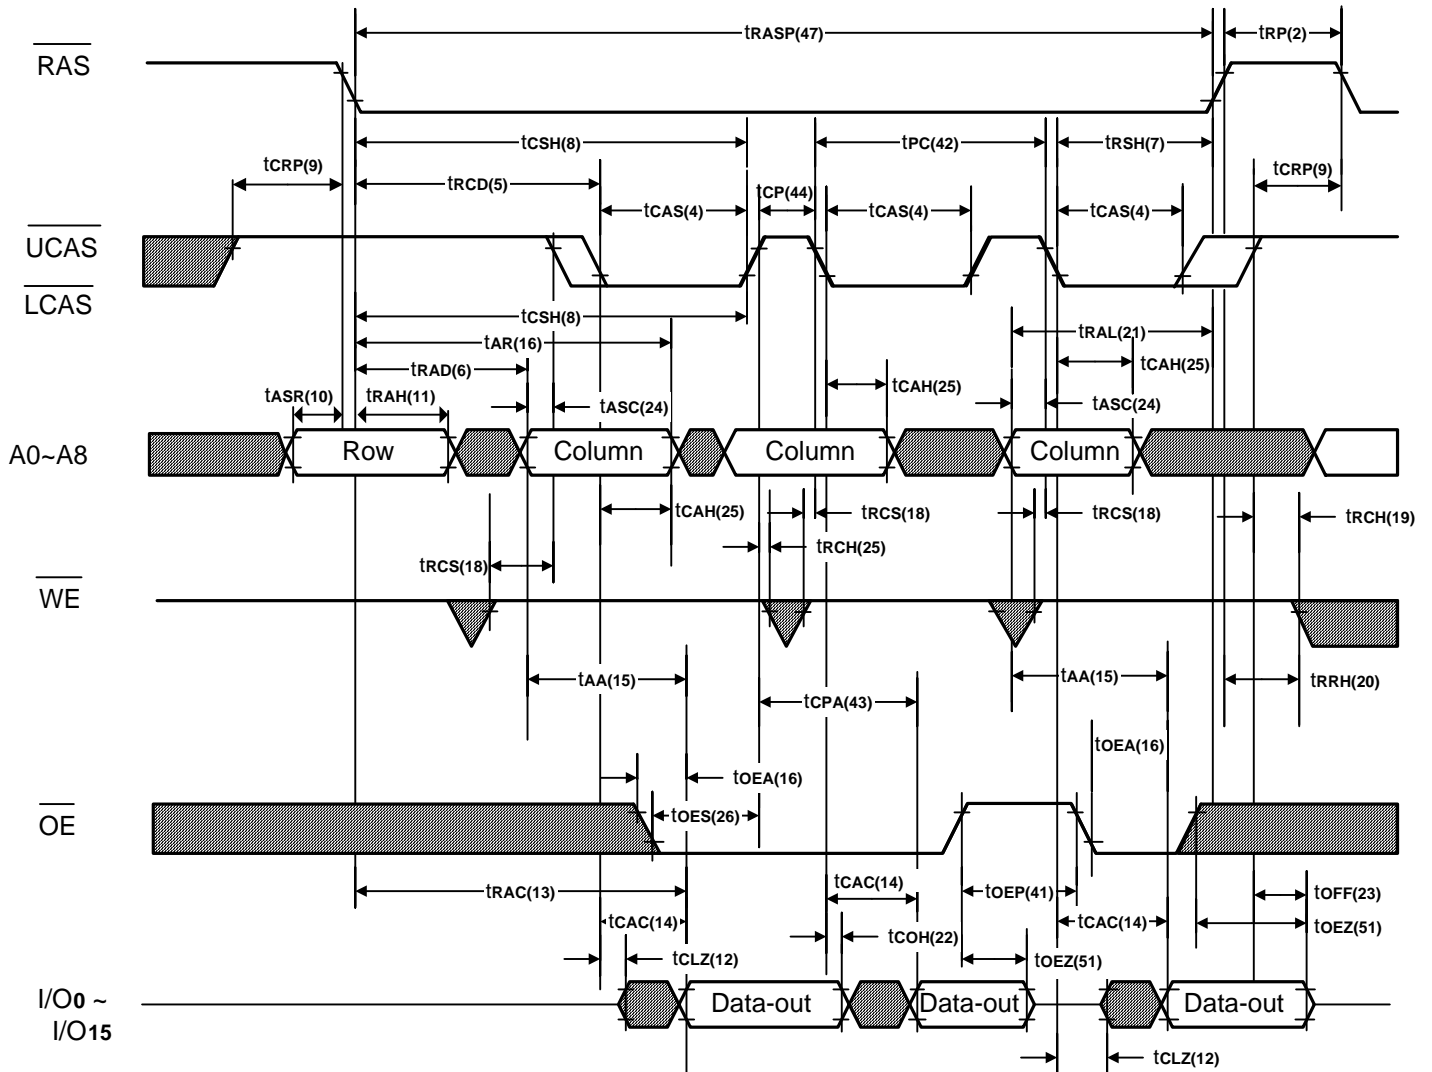 tRASP(47) tRP(2)
RAS
tCSH(8) tPC(42) tRSH(7)
tCRP(9) tRCD(5) tCP(44) tCRP(9)
tCAS(4) tCAS(4) tCAS(4)
UCAS
LCAS
tCSH(8)
tRAL(21)
tAR(16)
tRAD(6) tCAH(25) tCAH(25)
tASR(10) tRAH(11) tASC(24) tASC(24)
A0~A8 Row Column Column Column
tCAH(25) tRCS(18) tRCS(18) tRCH(19)
tRCH(25)
tRCS(18)
WE
tAA(15) tAA(15) tRRH(20)
tCPA(43)
tOEA(16)
tOEA(16)
tOES(26)
OE
tRAC(13) tCAC(14) tOEP(41) tOFF(23)
tCAC(14) tCOH(22) tCAC(14) tOEZ(51)
tCLZ(12) tOEZ(51)
I/O0 ~ Data-out Data-out Data-out
I/O15
tCLZ(12)